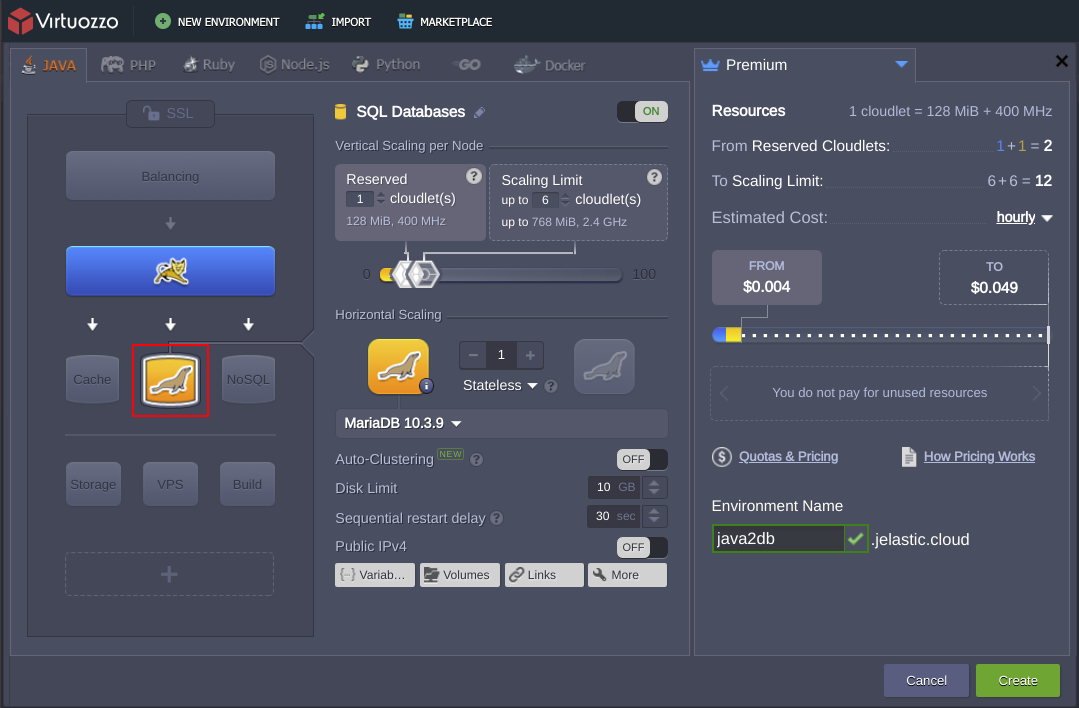 Virtuozzo
NEW ENVIRONMENT
IMPORT
MARKETPLACE
JAVA
PHP
Ruby
Node.js
Python
GO
Docker
SSL
Balancing
Cache
NoSQL
Storage
VPS
Build
SQL Databases
ON
Vertical Scaling per Node
Reserved
?
1 cloudlet(s)
128 MiB, 400 MHz
Scaling Limit
?
up to 6 cloudlet(s)
up to 768 MiB, 2.4 GHz
0
100
Horizontal Scaling
i
1
Stateless
?
MariaDB 10.3.9
Auto-Clustering NEW ?
OFF
Disk Limit
10 GB
Sequential restart delay ?
30 sec
Public IPv4
OFF
Variab...
Volumes
Links
More
Premium
Resources
1 cloudlet = 128 MiB + 400 MHz
From Reserved Cloudlets: 1 + 1 = 2
To Scaling Limit: 6 + 6 = 12
Estimated Cost: hourly
FROM
$0.004
TO
$0.049
You do not pay for unused resources
$ Quotas & Pricing
How Pricing Works
Environment Name
java2db .jelastic.cloud
Cancel
Create